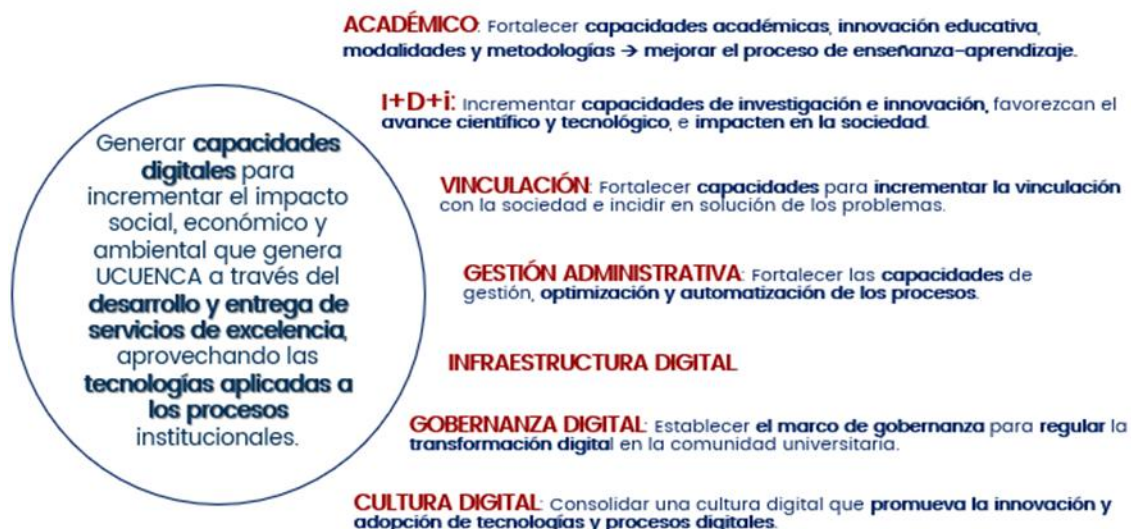 ACADÉMICO: Fortalecer capacidades académicas, innovación educativa,
modalidades y metodologías → mejorar el proceso de enseñanza-aprendizaje.
I+D+i: Incrementar capacidades de investigación e innovación, favorezcan el
avance científico y tecnológico, e impacten en la sociedad.
Generar capacidades
digitales para
incrementar el impacto
social, económico y
ambiental que genera
UCUENCA a través del
desarrollo y entrega de
servicios de excelencia,
aprovechando las
tecnologías aplicadas a
los procesos
institucionales.
VINCULACIÓN: Fortalecer capacidades para incrementar la vinculación
con la sociedad e incidir en solución de los problemas.
GESTIÓN ADMINISTRATIVA: Fortalecer las capacidades de
gestión, optimización y automatización de los procesos.
INFRAESTRUCTURA DIGITAL
GOBERNANZA DIGITAL: Establecer el marco de gobernanza para regular la
transformación digital en la comunidad universitaria.
CULTURA DIGITAL: Consolidar una cultura digital que promueva la innovación y
adopción de tecnologías y procesos digitales.